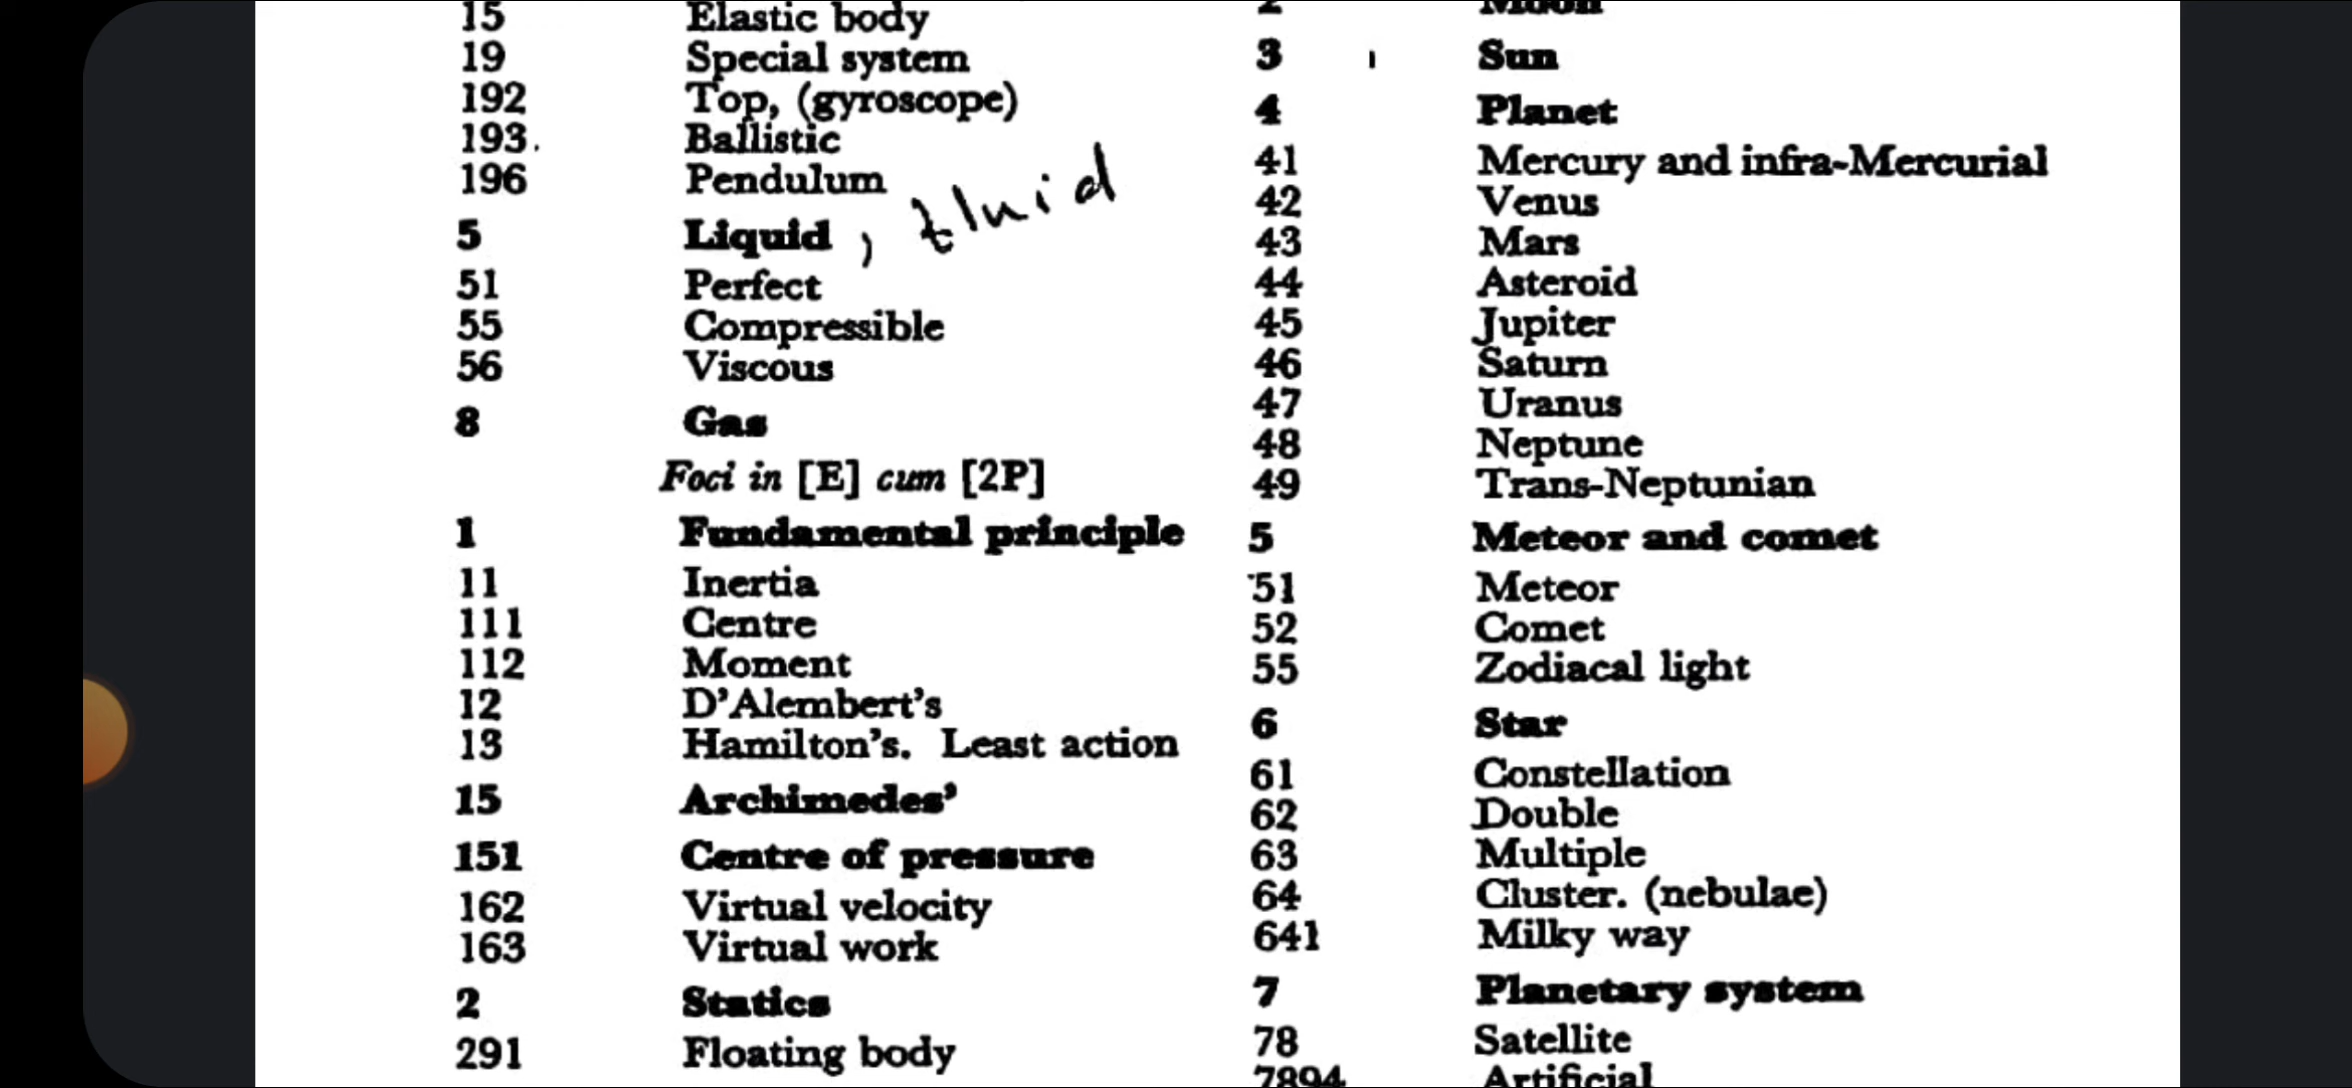 15 Elastic body
19 Special system
192 Top, (gyroscope)
193. Ballistic
196 Pendulum
5 Liquid , fluid
51 Perfect
55 Compressible
56 Viscous
8 Gas
Foci in [E] cum [2P]
1 Fundamental principle
11 Inertia
111 Centre
112 Moment
12 D'Alembert's
13 Hamilton's. Least action
15 Archimedes'
151 Centre of pressure
162 Virtual velocity
163 Virtual work
2 Statics
291 Floating body
2 Moon
3 Sun
4 Planet
41 Mercury and infra-Mercurial
42 Venus
43 Mars
44 Asteroid
45 Jupiter
46 Saturn
47 Uranus
48 Neptune
49 Trans-Neptunian
5 Meteor and comet
51 Meteor
52 Comet
55 Zodiacal light
6 Star
61 Constellation
62 Double
63 Multiple
64 Cluster. (nebulae)
641 Milky way
7 Planetary system
78 Satellite
7894 Artificial